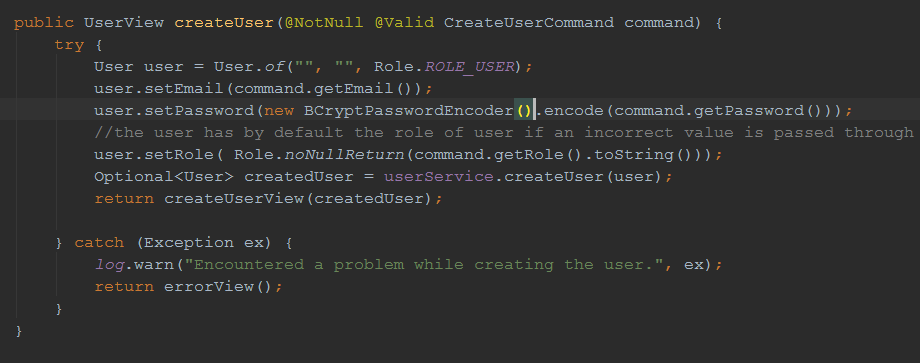 public UserView createUser(@NotNull @Valid CreateUserCommand command) {
try {
User user = User.of("", "", Role.ROLE_USER);
user.setEmail(command.getEmail());
user.setPassword(new BCryptPasswordEncoder().encode(command.getPassword()));
//the user has by default the role of user if an incorrect value is passed through
user.setRole( Role.noNullReturn(command.getRole().toString()));
Optional<User> createdUser = userService.createUser(user);
return createUserView(createdUser);
} catch (Exception ex) {
log.warn("Encountered a problem while creating the user.", ex);
return errorView();
}
}